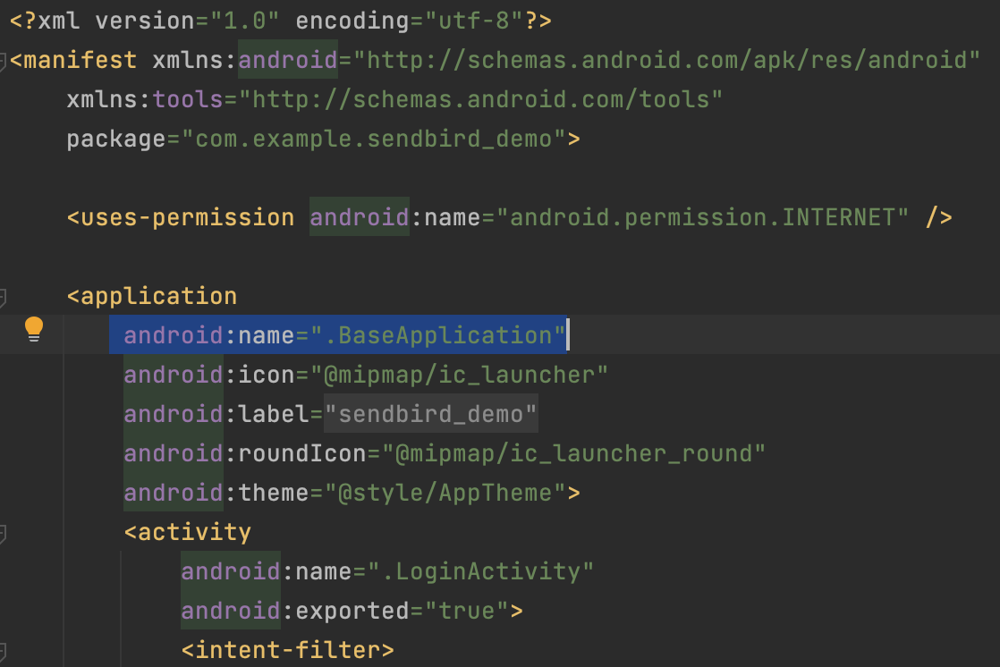 <?xml version="1.0" encoding="utf-8"?>
<manifest xmlns:android="http://schemas.android.com/apk/res/android"
    xmlns:tools="http://schemas.android.com/tools"
    package="com.example.sendbird_demo">

    <uses-permission android:name="android.permission.INTERNET" />

    <application
        android:name=".BaseApplication"
        android:icon="@mipmap/ic_launcher"
        android:label="sendbird_demo"
        android:roundIcon="@mipmap/ic_launcher_round"
        android:theme="@style/AppTheme">
        <activity
            android:name=".LoginActivity"
            android:exported="true">
            <intent-filter>